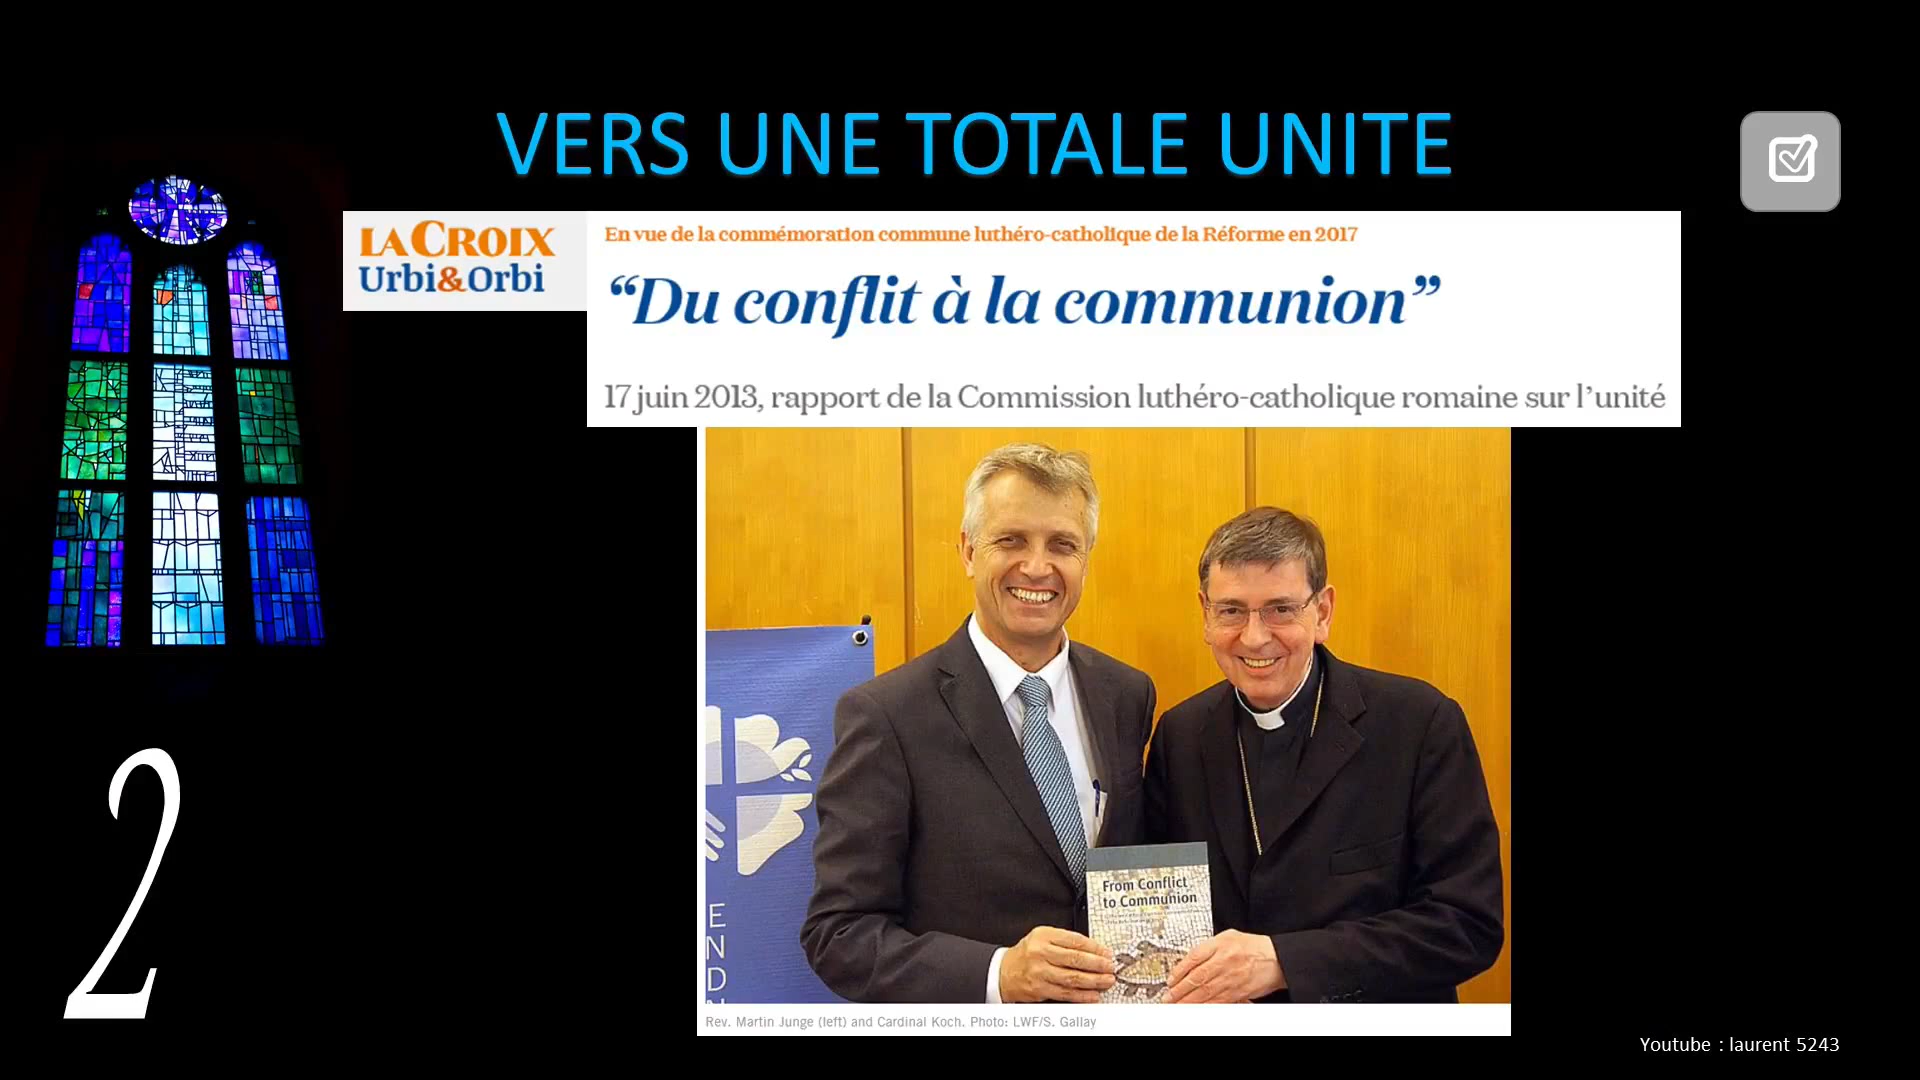 VERS UNE TOTALE UNITE
LA CROIX
Urbi&Orbi
En vue de la commémoration commune luthéro-catholique de la Réforme en 2017
“Du conflit à la communion”
17 juin 2013, rapport de la Commission luthéro-catholique romaine sur l’unité
From Conflict
to Communion
E
N
D
Rev. Martin Junge (left) and Cardinal Koch. Photo: LWF/S. Gallay
2
Youtube : laurent 5243